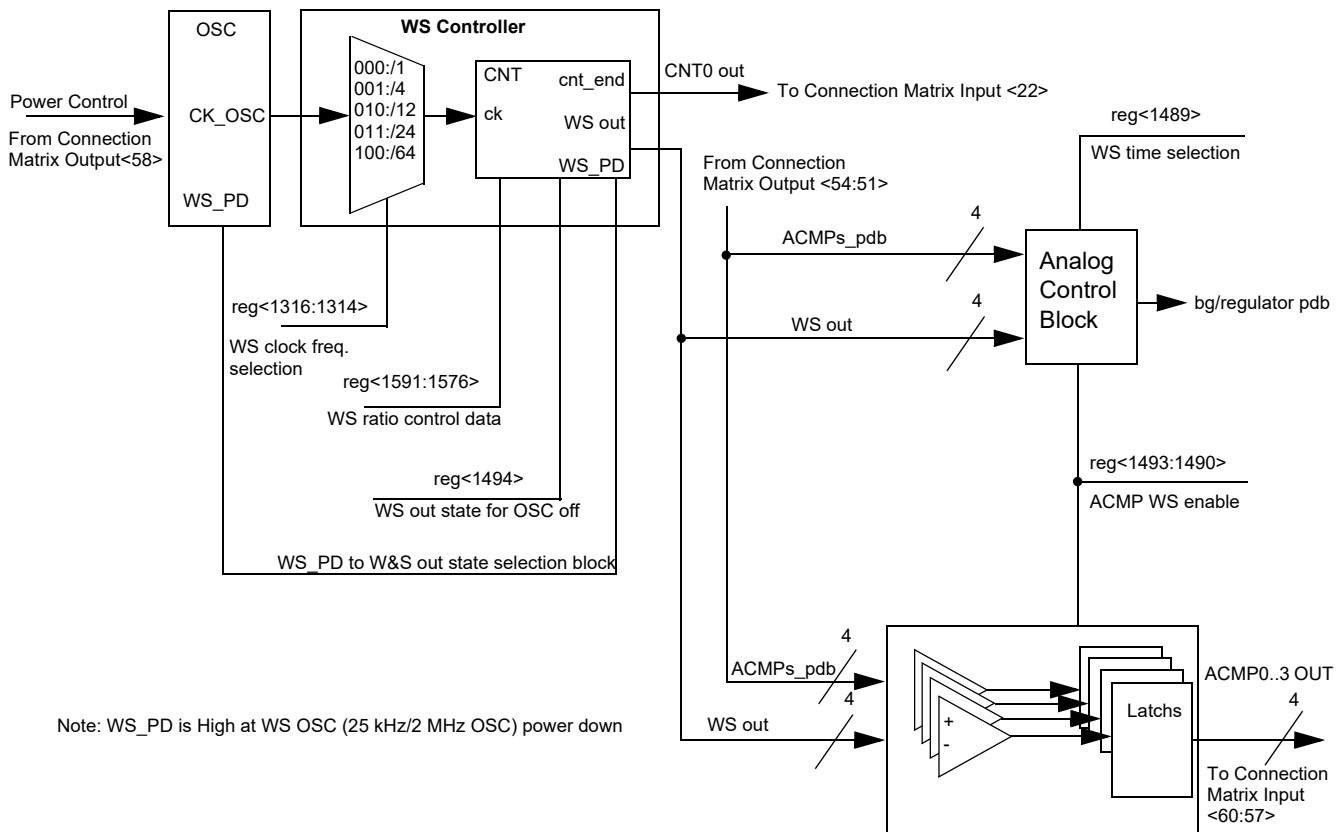 OSC
WS Controller
000:/1
001:/4
010:/12
011:/24
100:/64
CNT
cnt_end
ck
WS out
WS_PD
CNT0 out
To Connection Matrix Input <22>
Power Control
CK_OSC
From Connection
Matrix Output<58>
WS_PD
reg<1489>
WS time selection
From Connection
Matrix Output <54:51>
4
ACMPs_pdb
Analog
Control
Block
bg/regulator pdb
4
WS out
reg<1316:1314>
WS clock freq.
selection
reg<1591:1576>
WS ratio control data
reg<1494>
WS out state for OSC off
reg<1493:1490>
ACMP WS enable
WS_PD to W&S out state selection block
4
ACMPs_pdb
4
WS out
+
-
Latchs
ACMP0..3 OUT
4
To Connection
Matrix Input
<60:57>
Note: WS_PD is High at WS OSC (25 kHz/2 MHz OSC) power down